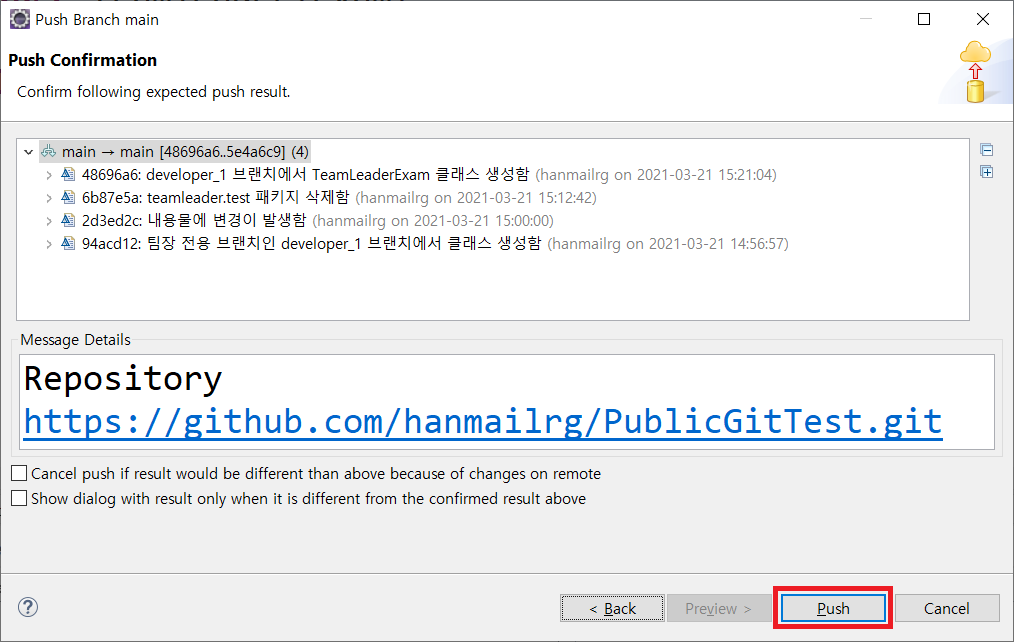 Push Branch main
Push Confirmation
Confirm following expected push result.
main → main [48696a6..5e4a6c9] (4)
48696a6: developer_1 브랜치에서 TeamLeaderExam 클래스 생성함 (hanmailrg on 2021-03-21 15:21:04)
6b87e5a: teamleader.test 패키지 삭제함 (hanmailrg on 2021-03-21 15:12:42)
2d3ed2c: 내용물에 변경이 발생함 (hanmailrg on 2021-03-21 15:00:00)
94acd12: 팀장 전용 브랜치인 developer_1 브랜치에서 클래스 생성함 (hanmailrg on 2021-03-21 14:56:57)
Message Details
Repository
https://github.com/hanmailrg/PublicGitTest.git
Cancel push if result would be different than above because of changes on remote
Show dialog with result only when it is different from the confirmed result above
< Back Preview > Push Cancel